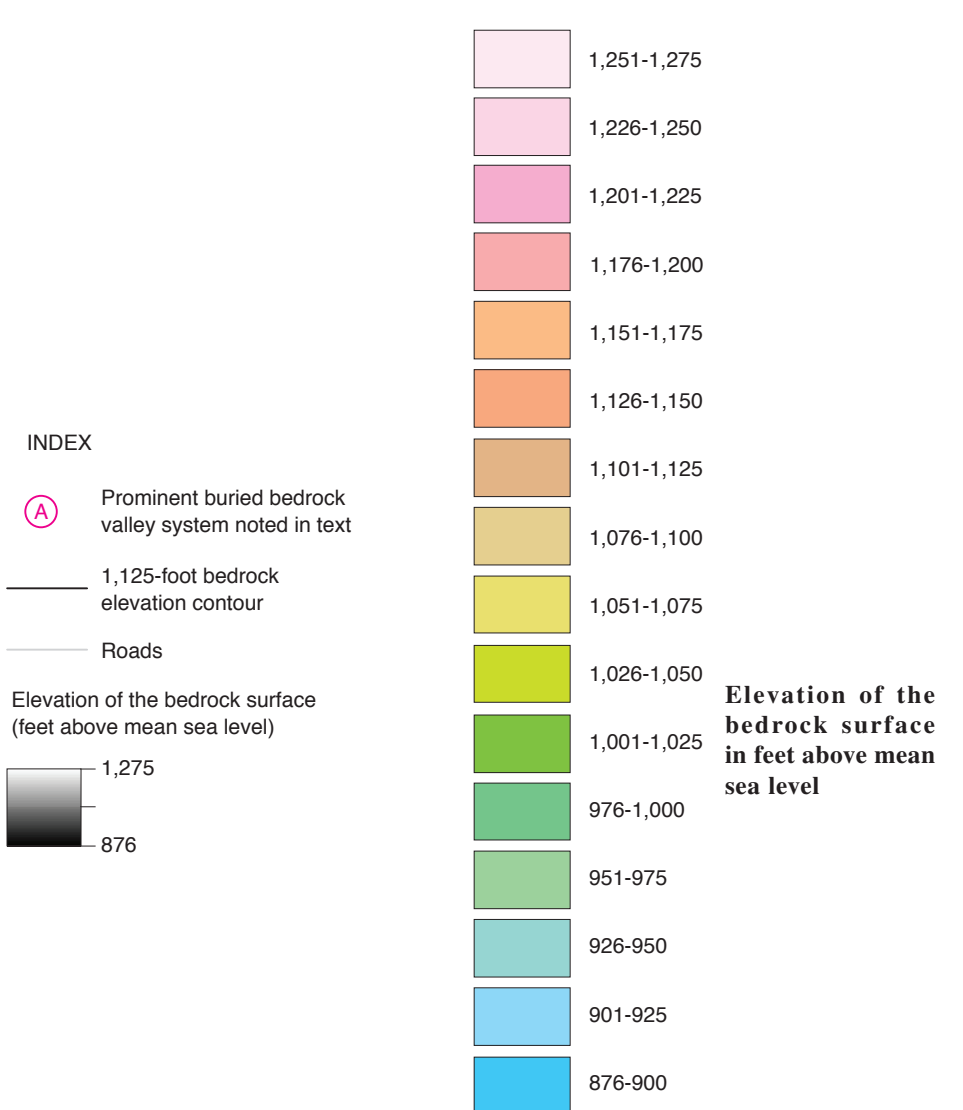 INDEX
A
Prominent buried bedrock
valley system noted in text
1,125-foot bedrock
elevation contour
Roads
Elevation of the bedrock surface
(feet above mean sea level)
1,275
876
1,251-1,275
1,226-1,250
1,201-1,225
1,176-1,200
1,151-1,175
1,126-1,150
1,101-1,125
1,076-1,100
1,051-1,075
1,026-1,050
1,001-1,025
976-1,000
951-975
926-950
901-925
876-900
Elevation of the
bedrock surface
in feet above mean
sea level